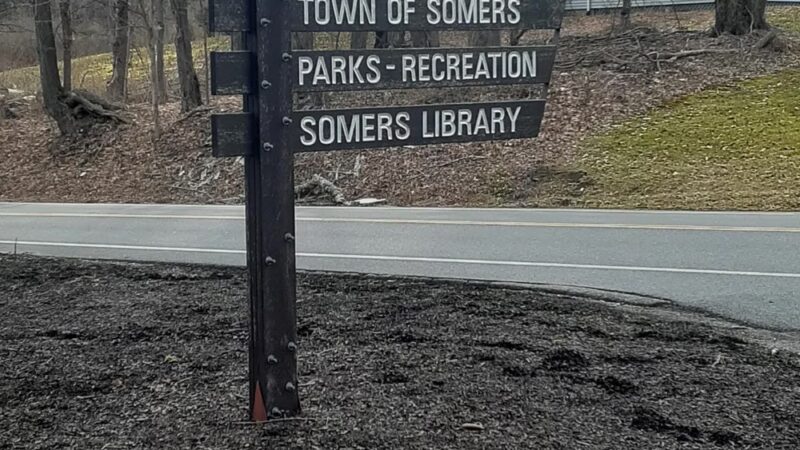 TOWN OF SOMERS
PARKS-RECREATION
SOMERS LIBRARY